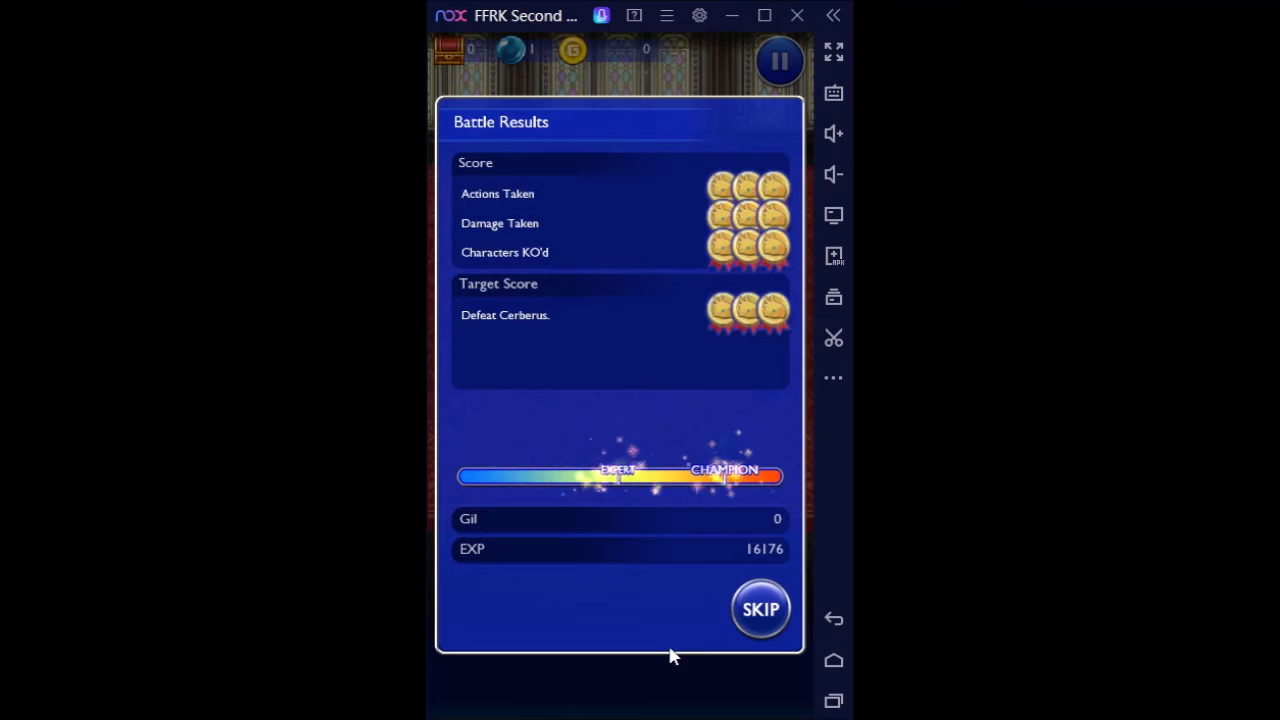 nox FFRK Second ...
0 1 G 0
Battle Results
Score
Actions Taken
Damage Taken
Characters KO'd
Target Score
Defeat Cerberus.
EXPERT CHAMPION
Gil 0
EXP 16176
SKIP